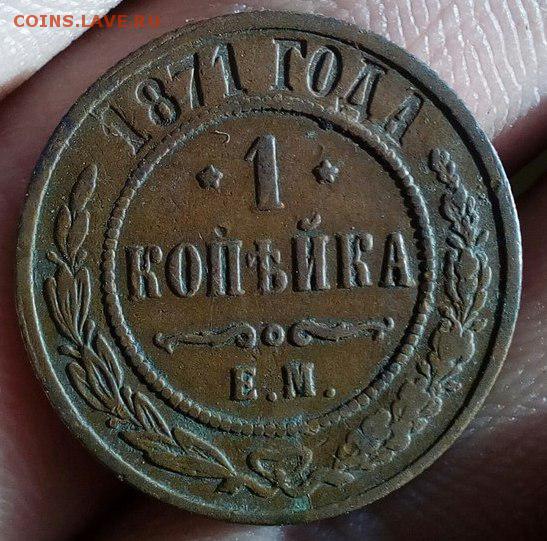 COINS.LAVE.RU
1871 ГОДА
1
КОПѢЙКА
Е.М.